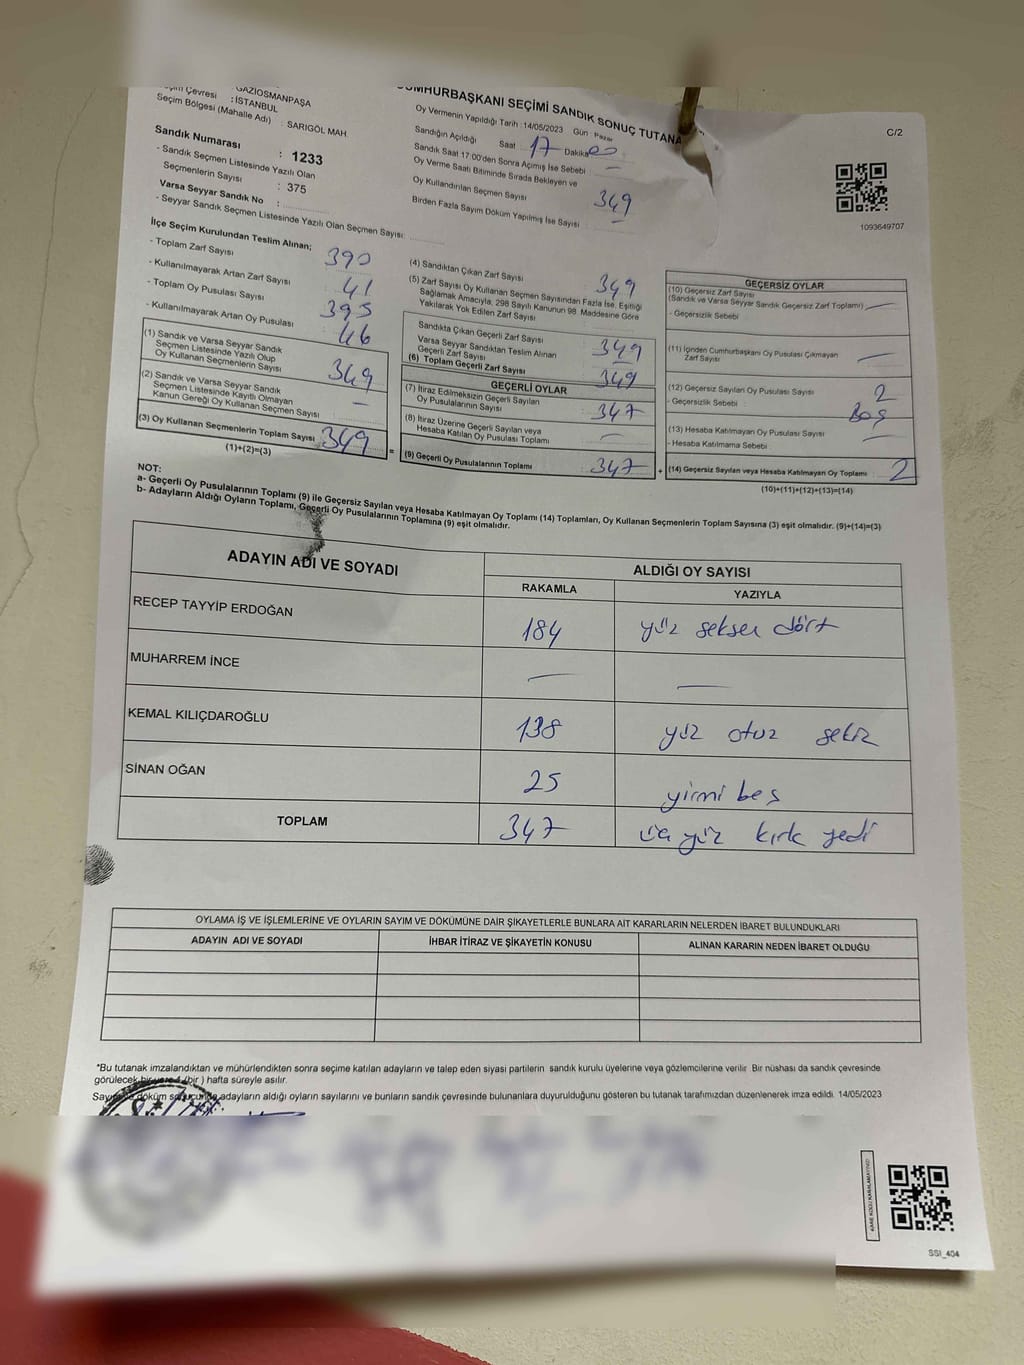 Seçim Çevresi : İSTANBUL
GAZİOSMANPAŞA
Seçim Bölgesi (Mahalle Adı) : SARIGÖL MAH.
Sandık Numarası : 1233
- Sandık Seçmen Listesinde Yazılı Olan
Seçmenlerin Sayısı : 375
Varsa Seyyar Sandık No :
- Seyyar Sandık Seçmen Listesinde Yazılı Olan Seçmen Sayısı:
CUMHURBAŞKANI SEÇİMİ SANDIK SONUÇ TUTANA
Oy Vermenin Yapıldığı Tarih : 14/05/2023 Gün : Pazar
Sandığın Açıldığı Saat 17 Dakika 00
Sandık Saat 17:00'den Sonra Açılmış İse Sebebi —
Oy Verme Saati Bitiminde Sırada Bekleyen ve
Oy Kullandırılan Seçmen Sayısı 349
Birden Fazla Sayım Döküm Yapılmış İse Sayısı —
C/2
1093649707
İlçe Seçim Kurulundan Teslim Alınan;
- Toplam Zarf Sayısı 390
- Kullanılmayarak Artan Zarf Sayısı 41
- Toplam Oy Pusulası Sayısı 395
- Kullanılmayarak Artan Oy Pusulası 46
(1) Sandık ve Varsa Seyyar Sandık
Seçmen Listesinde Yazılı Olup
Oy Kullanan Seçmenlerin Sayısı 349
(2) Sandık ve Varsa Seyyar Sandık
Seçmen Listesinde Kayıtlı Olmayan
Kanun Gereği Oy Kullanan Seçmen Sayısı —
(3) Oy Kullanan Seçmenlerin Toplam Sayısı 349
(1)+(2)=(3)
=
(4) Sandıktan Çıkan Zarf Sayısı 349
(5) Zarf Sayısı Oy Kullanan Seçmen Sayısından Fazla İse, Eşitliği
Sağlamak Amacıyla, 298 Sayılı Kanunun 98. Maddesine Göre
Yakılarak Yok Edilen Zarf Sayısı
Sandıkta Çıkan Geçerli Zarf Sayısı 349
Varsa Seyyar Sandıktan Teslim Alınan
Geçerli Zarf Sayısı
(6) Toplam Geçerli Zarf Sayısı 349
GEÇERLİ OYLAR
(7) İtiraz Edilmeksizin Geçerli Sayılan
Oy Pusulalarının Sayısı 347
(8) İtiraz Üzerine Geçerli Sayılan veya
Hesaba Katılan Oy Pusulası Toplamı —
(9) Geçerli Oy Pusulalarının Toplamı 347
+
GEÇERSİZ OYLAR
(10) Geçersiz Zarf Sayısı
(Sandık ve Varsa Seyyar Sandık Geçersiz Zarf Toplamı) —
- Geçersizlik Sebebi
(11) İçinden Cumhurbaşkanı Oy Pusulası Çıkmayan
Zarf Sayısı —
(12) Geçersiz Sayılan Oy Pusulası Sayısı 2
- Geçersizlik Sebebi Boş
(13) Hesaba Katılmayan Oy Pusulası Sayısı —
- Hesaba Katılmama Sebebi
(14) Geçersiz Sayılan veya Hesaba Katılmayan Oy Toplamı 2
(10)+(11)+(12)+(13)=(14)
NOT:
a- Geçerli Oy Pusulalarının Toplamı (9) ile Geçersiz Sayılan veya Hesaba Katılmayan Oy Toplamı (14) Toplamları, Oy Kullanan Seçmenlerin Toplam Sayısına (3) eşit olmalıdır. (9)+(14)=(3)
b- Adayların Aldığı Oyların Toplamı, Geçerli Oy Pusulalarının Toplamına (9) eşit olmalıdır.
ADAYIN ADI VE SOYADI
ALDIĞI OY SAYISI
RAKAMLA YAZIYLA
RECEP TAYYİP ERDOĞAN 184 yüz seksen dört
MUHARREM İNCE — —
KEMAL KILIÇDAROĞLU 138 yüz otuz sekiz
SİNAN OĞAN 25 yirmi beş
TOPLAM 347 üç yüz kırk yedi
OYLAMA İŞ VE İŞLEMLERİNE VE OYLARIN SAYIM VE DÖKÜMÜNE DAİR ŞİKAYETLERLE BUNLARA AİT KARARLARIN NELERDEN İBARET BULUNDUKLARI
ADAYIN ADI VE SOYADI İHBAR İTİRAZ VE ŞİKAYETİN KONUSU ALINAN KARARIN NEDEN İBARET OLDUĞU
*Bu tutanak imzalandıktan ve mühürlendikten sonra seçime katılan adayların ve talep eden siyasi partilerin sandık kurulu üyelerine veya gözlemcilerine verilir. Bir nüshası da sandık çevresinde
görülecek bir yere 1 (bir ) hafta süreyle asılır.
Sayım ve döküm sonucunda adayların aldığı oyların sayılarını ve bunların sandık çevresinde bulunanlara duyurulduğunu gösteren bu tutanak tarafımızdan düzenlenerek imza edildi. 14/05/2023
SSI_404